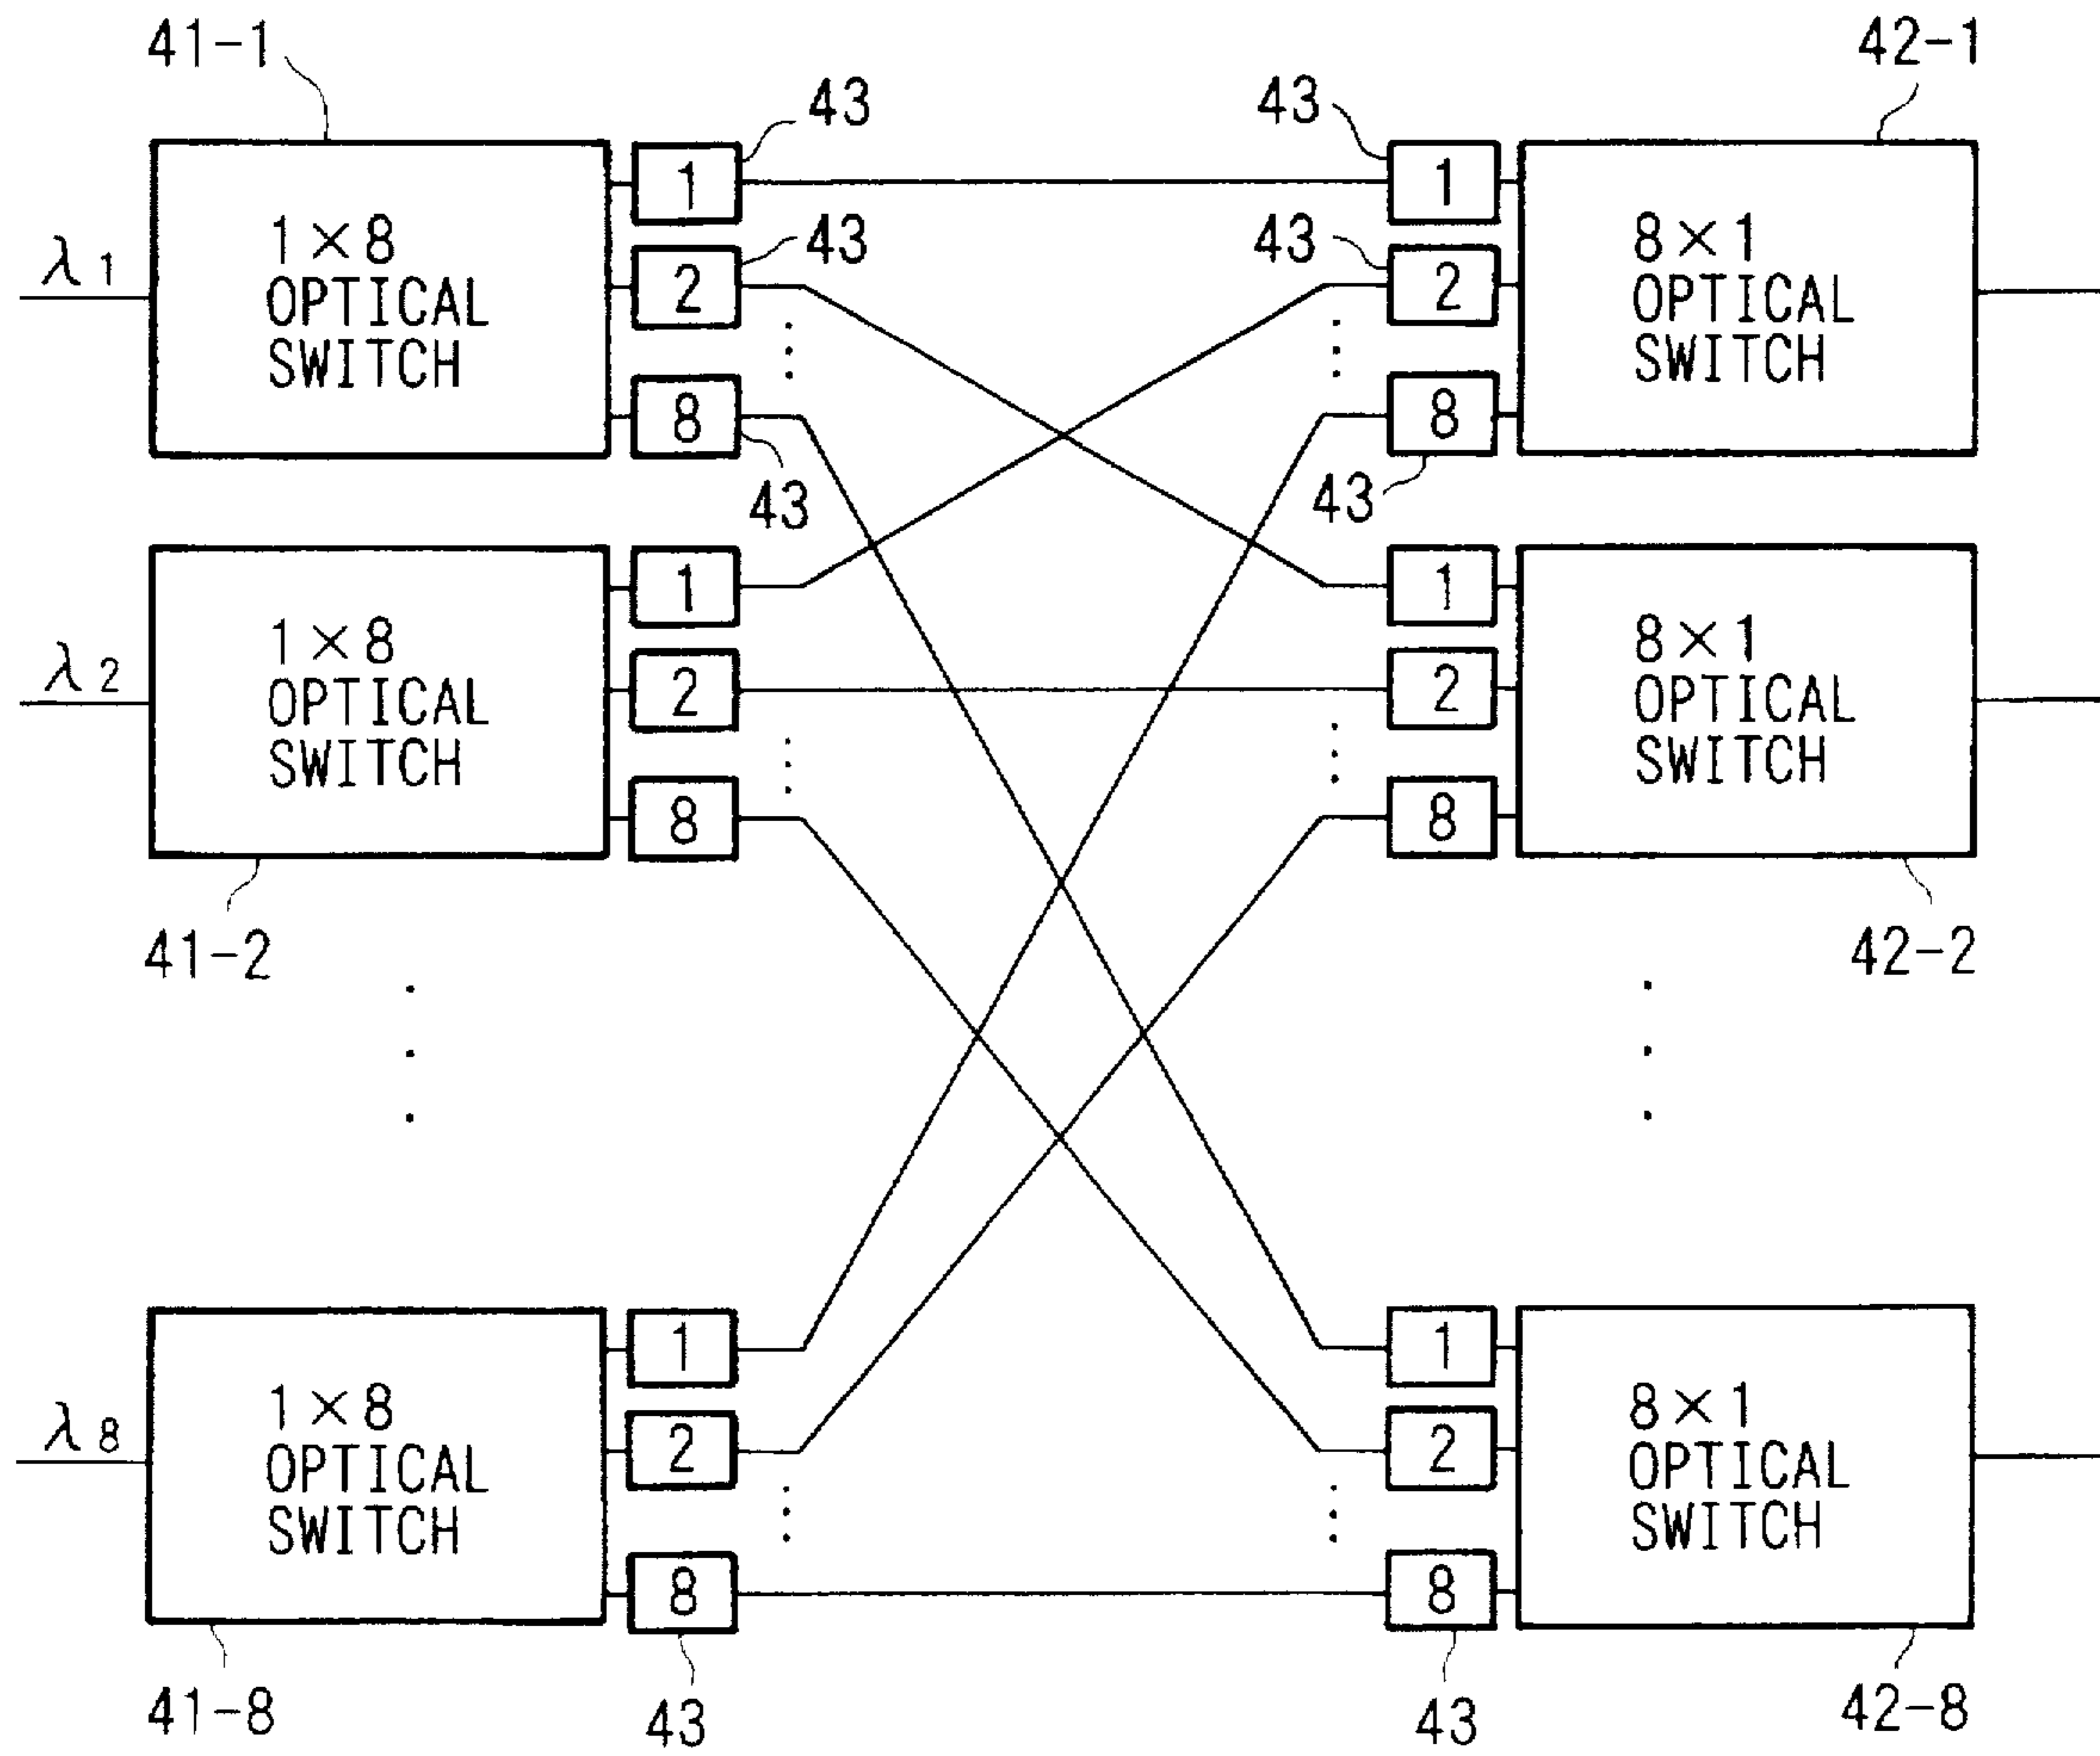 41-1
42-1
43
43
1
1
1×8
OPTICAL
SWITCH
43
43
8×1
OPTICAL
SWITCH
λ1
2
2
8
8
43
43
1
1
1×8
OPTICAL
SWITCH
8×1
OPTICAL
SWITCH
λ2
2
2
8
8
41-2
42-2
1
1
1×8
OPTICAL
SWITCH
8×1
OPTICAL
SWITCH
λ8
2
2
8
8
41-8
43
43
42-8